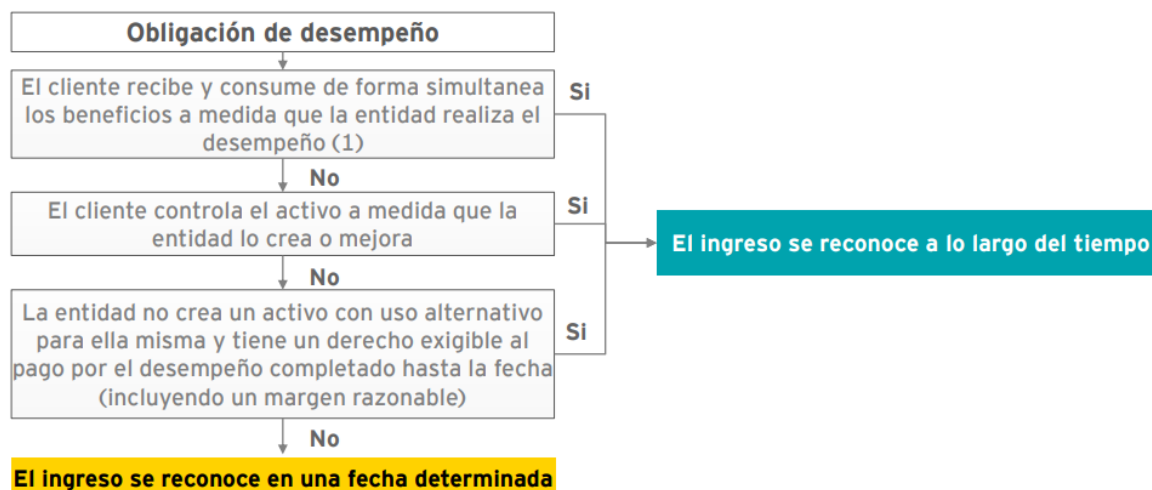 Obligación de desempeño
El cliente recibe y consume de forma simultanea
los beneficios a medida que la entidad realiza el
desempeño (1)
Si
No
El cliente controla el activo a medida que la
entidad lo crea o mejora
Si
El ingreso se reconoce a lo largo del tiempo
No
La entidad no crea un activo con uso alternativo
para ella misma y tiene un derecho exigible al
pago por el desempeño completado hasta la fecha
(incluyendo un margen razonable)
Si
No
El ingreso se reconoce en una fecha determinada